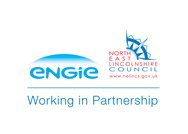 ENGIE
NORTH
EAST
LINCOLNSHIRE
COUNCIL
www.nelincs.gov.uk
Working in Partnership